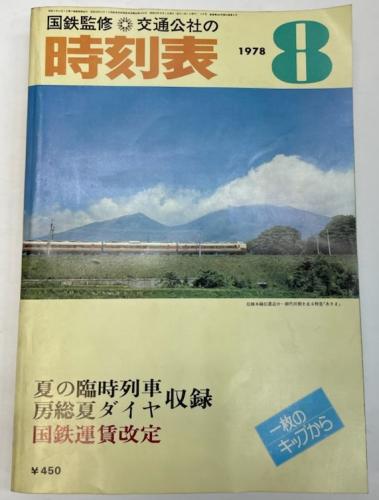 国鉄監修 交通公社の
時刻表
1978 8
夏の臨時列車
房総夏ダイヤ 収録
国鉄運賃改定
一枚の
キップから
¥450